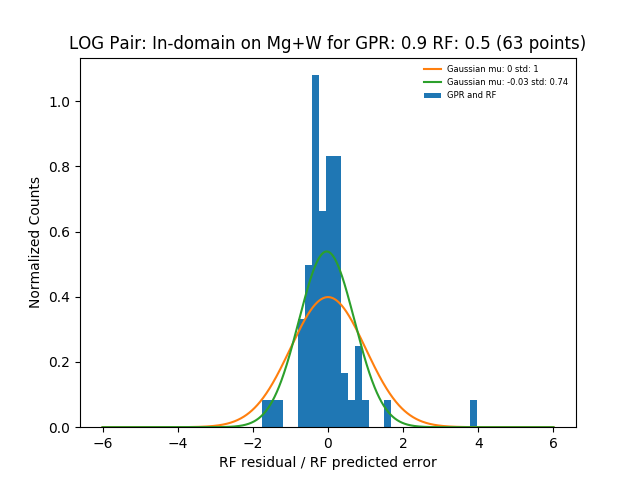 LOG Pair: In-domain on Mg+W for GPR: 0.9 RF: 0.5 (63 points)
Gaussian mu: 0 std: 1
Gaussian mu: -0.03 std: 0.74
GPR and RF
1.0
0.8
0.6
0.4
0.2
0.0
Normalized Counts
−6
−4
−2
0
2
4
6
RF residual / RF predicted error